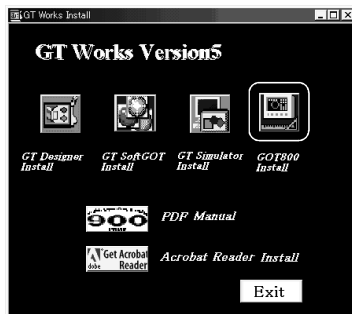 GT Works Install
GT Works Version5
GT Designer Install
GT SoftGOT Install
GT Simulator Install
GOT800 Install
900
PDF Manual
Get Acrobat Reader
Adobe
Acrobat Reader Install
Exit